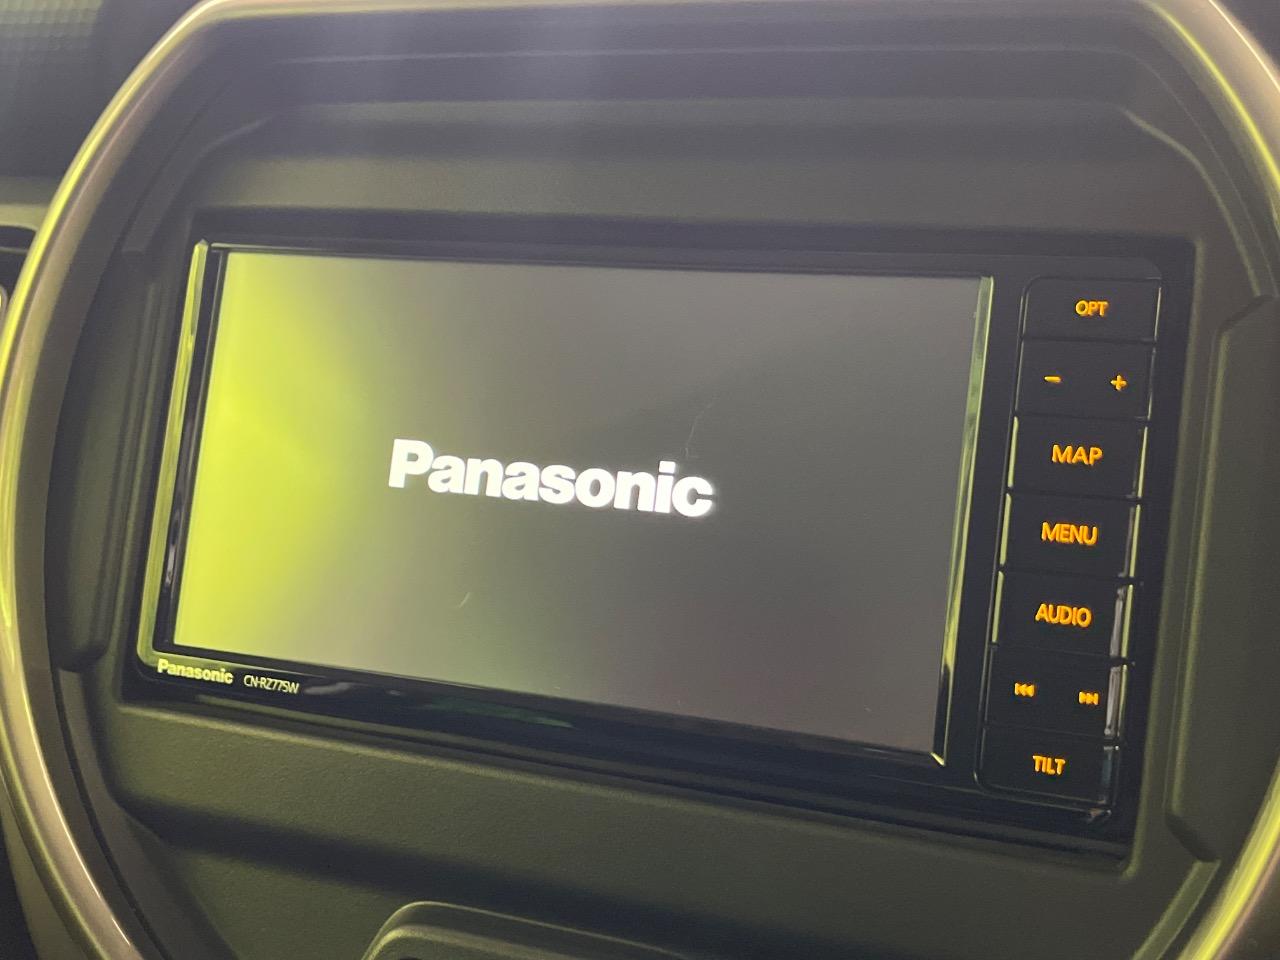 Panasonic
Panasonic CN-RZ775W
OPT
− +
MAP
MENU
AUDIO
TILT